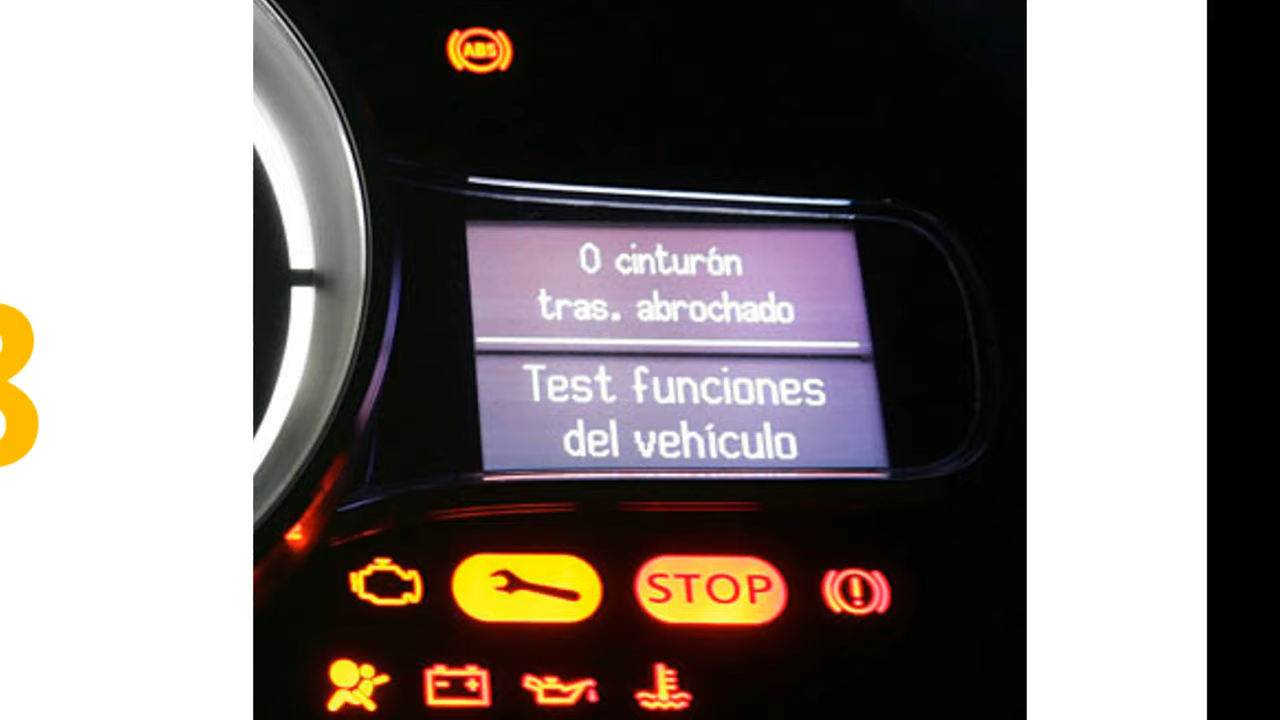 ABS
0 cinturón
tras. abrochado
Test funciones
del vehículo
STOP